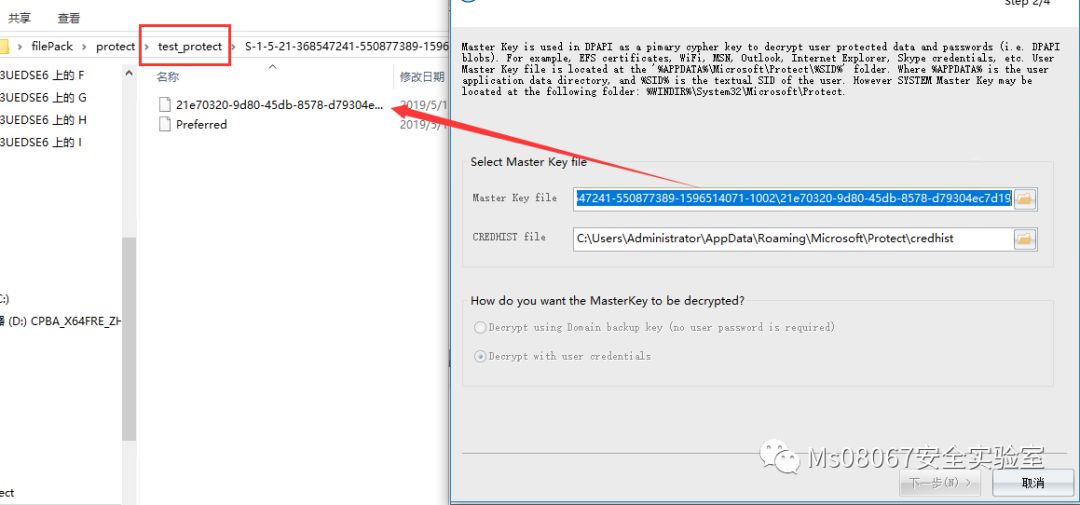 共享 查看
filePack › protect › test_protect › S-1-5-21-368547241-550877389-1596
3UEDSE6 上的 F
3UEDSE6 上的 G
3UEDSE6 上的 H
3UEDSE6 上的 I
名称 修改日期
21e70320-9d80-45db-8578-d79304e... 2019/5/1
Preferred 2019/5/1
C:)
(D:) CPBA_X64FRE_ZH
ect
Step 2/4
Master Key is used in DPAPI as a pimary cypher key to decrypt user protected data and passwords (i.e. DPAPI
blobs). For example, EFS certificates, WiFi, MSN, Outlook, Internet Explorer, Skype credentials, etc. User
Master Key file is located at the '%APPDATA%\Microsoft\Protect\%SID%' folder. Where %APPDATA% is the user
application data directory, and %SID% is the textual SID of the user. However SYSTEM Master Key may be
located at the following folder: %WINDIR%\System32\Microsoft\Protect.
Select Master Key file
Master Key file 547241-550877389-1596514071-1002\21e70320-9d80-45db-8578-d79304ec7d19
CREDHIST file C:\Users\Administrator\AppData\Roaming\Microsoft\Protect\credhist
How do you want the MasterKey to be decrypted?
Decrypt using Domain backup key (no user password is required)
Decrypt with user credentials
Ms08067安全实验室
下一步(N) > 取消